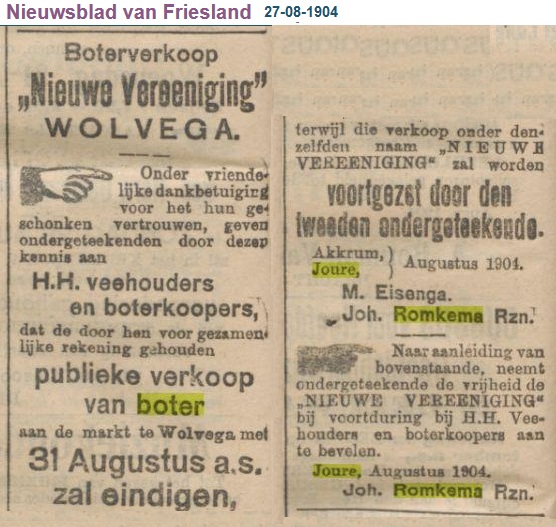 Nieuwsblad van Friesland 27-08-1904
Boterverkoop
„Nieuwe Vereeniging”
WOLVEGA.
Onder vriende-
lijke dankbetuiging
voor het hun ge-
schonken vertrouwen, geven
ondergeteekenden door dezen
kennis aan
H.H. veehouders
en boterkoopers,
dat de door hen voor gezamen-
lijke rekening gehouden
publieke verkoop
van boter
aan de markt te Wolvega met
31 Augustus a.s.
zal eindigen,
terwijl die verkoop onder den-
zelfden naam „NIEUWE
VEREENIGING“ zal worden
voortgezet door den
tweeden ondergeteekende.
Akkrum,
Joure, } Augustus 1904.
M. Eisenga.
Joh. Romkema Rzn.
Naar aanleiding van
bovenstaande, neemt
ondergeteekende de vrijheid de
„NIEUWE VEREENIGING“
bij voortduring bij H.H. Vee-
houders en boterkoopers aan
te bevelen.
Joure, Augustus 1904.
Joh. Romkema Rzn.